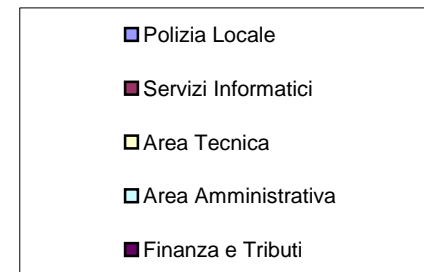 Polizia Locale
Servizi Informatici
Area Tecnica
Area Amministrativa
Finanza e Tributi